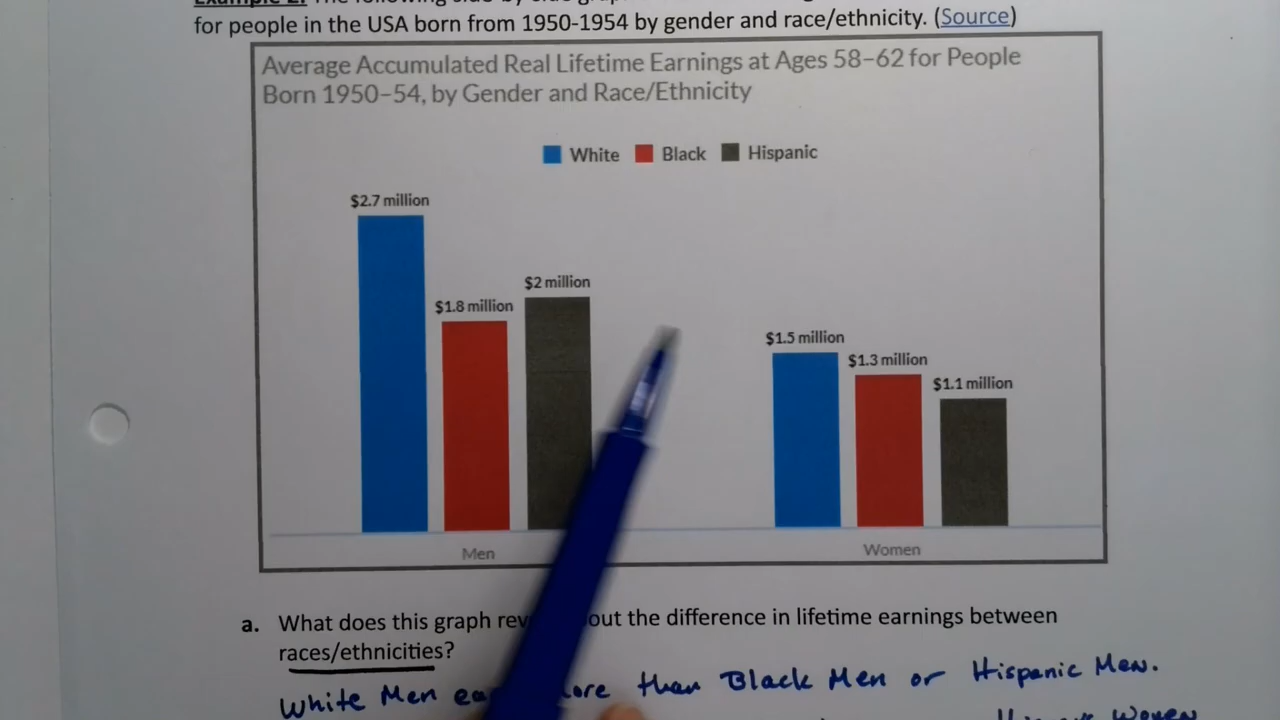 for people in the USA born from 1950-1954 by gender and race/ethnicity. (Source)
Average Accumulated Real Lifetime Earnings at Ages 58–62 for People
Born 1950–54, by Gender and Race/Ethnicity
White Black Hispanic
$2.7 million
$1.8 million
$2 million
$1.5 million
$1.3 million
$1.1 million
Men
Women
a. What does this graph the difference in lifetime earnings between
races/ethnicities?
White Men than Black Men or Hispanic Men.
Women